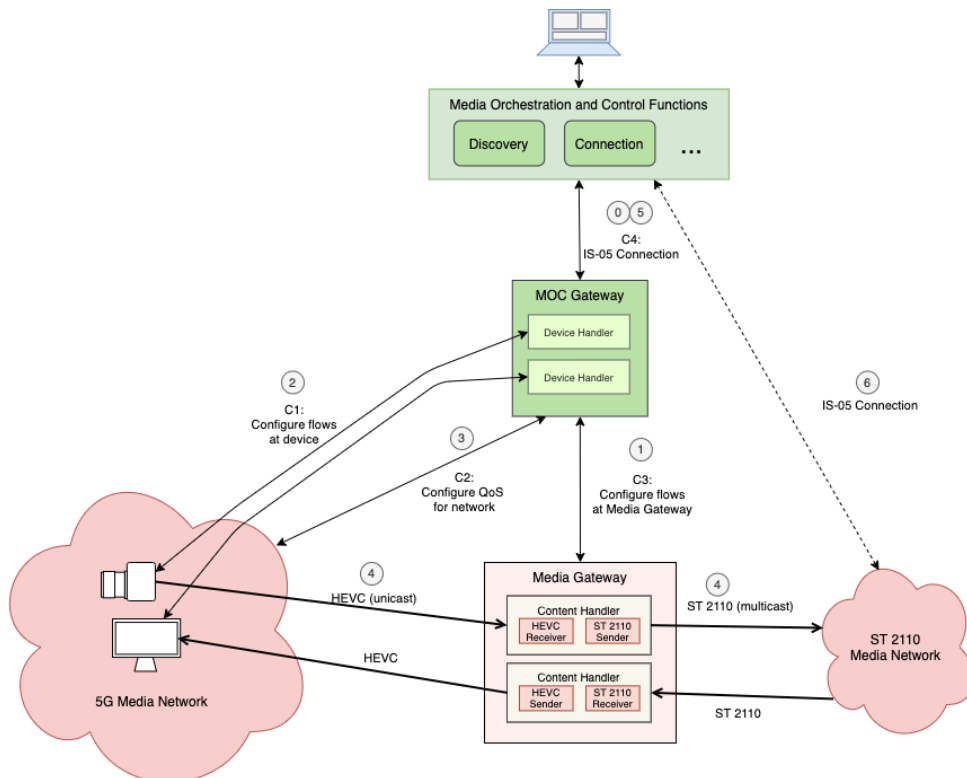 Media Orchestration and Control Functions
Discovery
Connection
...
0 5
C4:
IS-05 Connection
MOC Gateway
Device Handler
Device Handler
2
C1:
Configure flows
at device
3
C2:
Configure QoS
for network
1
C3:
Configure flows
at Media Gateway
6
IS-05 Connection
4
HEVC (unicast)
HEVC
5G Media Network
Media Gateway
Content Handler
HEVC
Receiver
ST 2110
Sender
Content Handler
HEVC
Sender
ST 2110
Receiver
4
ST 2110 (multicast)
ST 2110
ST 2110
Media Network